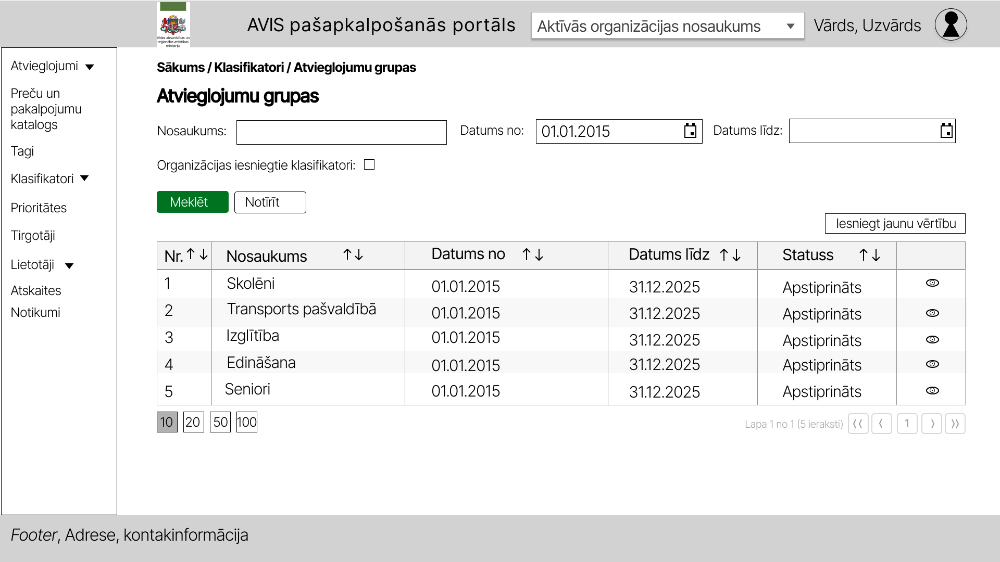 Vides aizsardzības un
reģionālās attīstības
ministrija
AVIS pašapkalpošanās portāls
Aktīvās organizācijas nosaukums
Vārds, Uzvārds
Atvieglojumi
Preču un
pakalpojumu
katalogs
Tagi
Klasifikatori
Prioritātes
Tirgotāji
Lietotāji
Atskaites
Notikumi
Sākums / Klasifikatori / Atvieglojumu grupas
Atvieglojumu grupas
Nosaukums:
Datums no: 01.01.2015
Datums līdz:
Organizācijas iesniegtie klasifikatori:
Meklēt Notīrīt
Iesniegt jaunu vērtību
Nr. Nosaukums Datums no Datums līdz Statuss
1 Skolēni 01.01.2015 31.12.2025 Apstiprināts
2 Transports pašvaldībā 01.01.2015 31.12.2025 Apstiprināts
3 Izglītība 01.01.2015 31.12.2025 Apstiprināts
4 Edināšana 01.01.2015 31.12.2025 Apstiprināts
5 Seniori 01.01.2015 31.12.2025 Apstiprināts
10 20 50 100
Lapa 1 no 1 (5 ieraksti) 1
Footer, Adrese, kontakinformācija